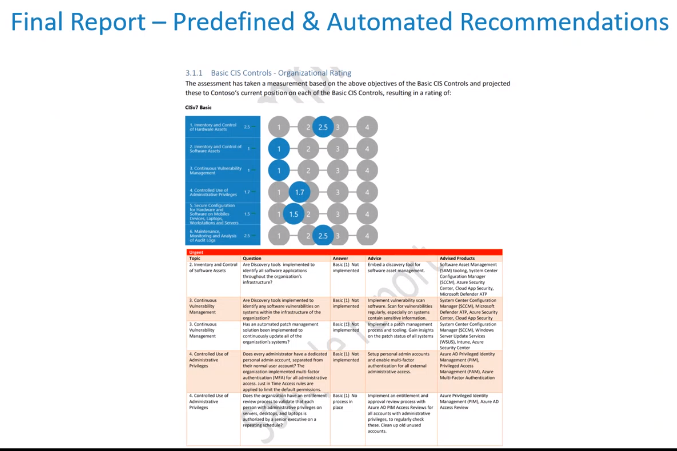 Final Report – Predefined & Automated Recommendations
3.1.1 Basic CIS Controls - Organizational Rating
The assessment has taken a measurement based on the above objectives of the Basic CIS Controls and projected
these to Contoso's current position on each of the Basic CIS Controls, resulting in a rating of:
CISv7 Basic
1. Inventory and Control
of Hardware Assets
2.5
1 2 2.5 3 4
2. Inventory and Control of
Software Assets
1
1 2 3 4
3. Continuous Vulnerability
Management
1
1 2 3 4
4. Controlled Use of
Administrative Privileges
1.7
1 1.7 2 3 4
5. Secure Configuration
for Hardware and
Software on Mobiles
Devices, Laptops,
Workstations and Servers
1.5
1 1.5 2 3 4
6. Maintenance,
Monitoring and Analysis
of Audit Logs
2.5
1 2 2.5 3 4
Urgent
Topic Question Answer Advice Advised Products
2. Inventory and Control
of Software Assets
Are Discovery tools implemented to
identify all software applications
throughout the organization's
infrastructure?
Basic (1): Not
implemented
Embed a discovery tool for
software asset management.
Software Asset Management
(SAM) tooling, System Center
Configuration Manager
(SCCM), Azure Security
Center, Cloud App Security,
Microsoft Defender ATP
3. Continuous
Vulnerability
Management
Are Discovery tools implemented to
identify any software vulnerabilities on
systems within the infrastructure of the
organization?
Basic (1): Not
implemented
Implement vulnerability scan
software. Scan for vulnerabilities
regularly, especially on systems
contain sensitive information.
System Center Configuration
Manager (SCCM), Microsoft
Defender ATP, Azure Security
Center, Cloud App Security
3. Continuous
Vulnerability
Management
Has an automated patch management
solution been implemented to
continuously update all of the
organization's systems?
Basic (1): Not
implemented
Implement a patch management
process and tooling. Gain insights
on the patch status of all systems
System Center Configuration
Manager (SCCM), Windows
Server Update Services
(WSUS), Intune, Azure
Security Center
4. Controlled Use of
Administrative
Privileges
Does every administrator have a dedicated
personal admin account, separated from
their normal user account? The
organization implemented multi-factor
authentication (MFA) for all administrative
access. Just in Time Access rules are
applied to limit the default permissions.
Basic (1): Not
implemented
Setup personal admin accounts
and enable multi-factor
authentication for all external
administrative access.
Azure AD Privileged Identity
Management (PIM),
Privileged Access
Management (PAM), Azure
Multi-Factor Authentication
4. Controlled Use of
Administrative
Privileges
Does the organization have an entitlement
review process to validate that each
person with administrative privileges on
servers, desktops, and laptops is
authorized by a senior executive on a
repeating schedule?
Basic (1): No
process in
place
Implement an entitlement and
approval review process with
Azure AD PIM Access Reviews for
all accounts with administrative
privileges, to regularly check
these. Clean up old unused
accounts.
Azure Privileged Identity
Management (PIM), Azure AD
Access Review